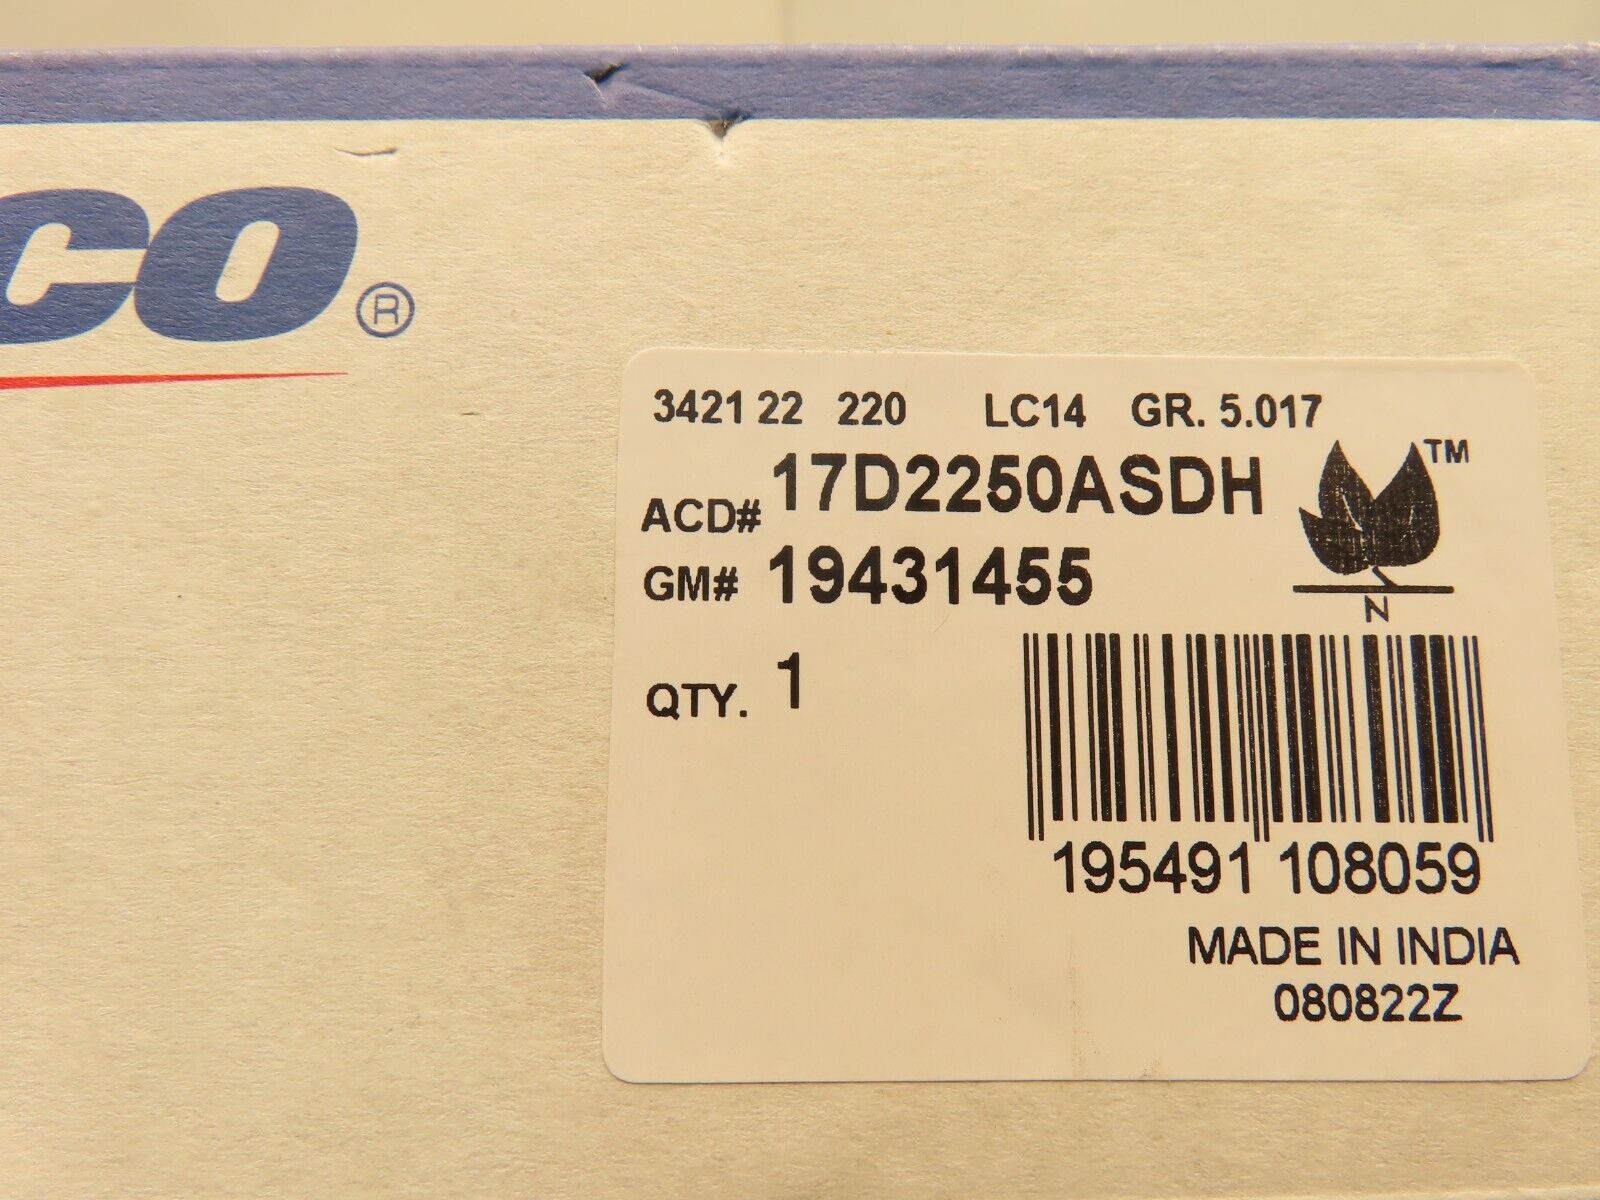 co®
3421 22 220 LC14 GR. 5.017
ACD# 17D2250ASDH
TM
GM# 19431455
N
QTY. 1
195491 108059
MADE IN INDIA
080822Z